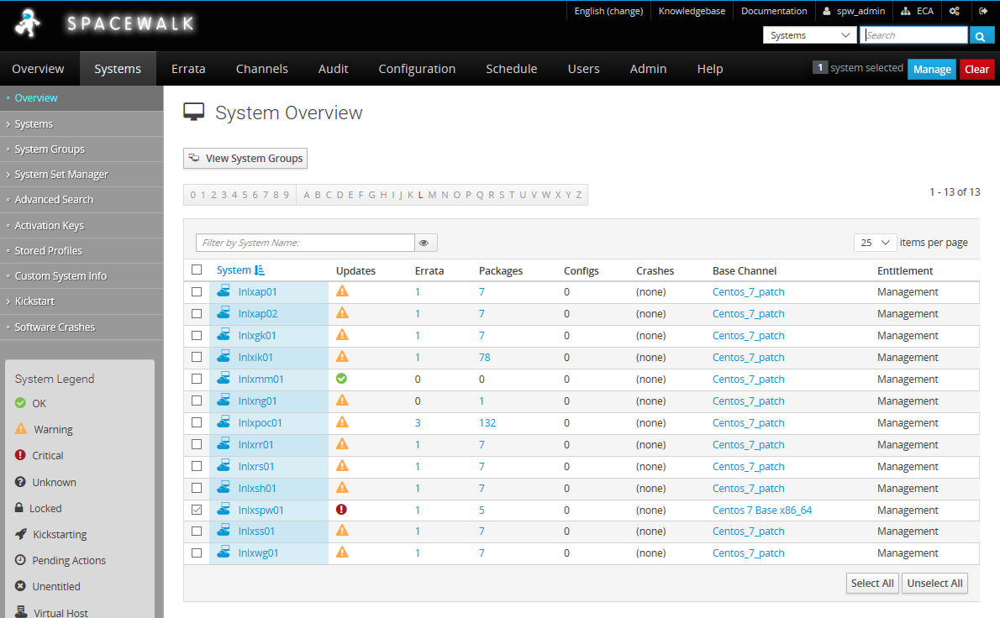 SPACEWALK
English (change) Knowledgebase Documentation spw_admin ECA
Systems Search
Overview Systems Errata Channels Audit Configuration Schedule Users Admin Help 1 system selected Manage Clear
Overview
Systems
System Groups
System Set Manager
Advanced Search
Activation Keys
Stored Profiles
Custom System Info
Kickstart
Software Crashes
System Legend
OK
Warning
Critical
Unknown
Locked
Kickstarting
Pending Actions
Unentitled
Virtual Host
System Overview
View System Groups
0 1 2 3 4 5 6 7 8 9 A B C D E F G H I J K L M N O P Q R S T U V W X Y Z
1 - 13 of 13
Filter by System Name: 25 items per page
System Updates Errata Packages Configs Crashes Base Channel Entitlement
lnlxap01 1 7 0 (none) Centos_7_patch Management
lnlxap02 1 7 0 (none) Centos_7_patch Management
lnlxgk01 1 7 0 (none) Centos_7_patch Management
lnlxik01 1 78 0 (none) Centos_7_patch Management
lnlxmm01 0 0 0 (none) Centos_7_patch Management
lnlxng01 0 1 0 (none) Centos_7_patch Management
lnlxpoc01 3 132 0 (none) Centos_7_patch Management
lnlxrr01 1 7 0 (none) Centos_7_patch Management
lnlxrs01 1 7 0 (none) Centos_7_patch Management
lnlxsh01 1 7 0 (none) Centos_7_patch Management
lnlxspw01 1 5 0 (none) Centos 7 Base x86_64 Management
lnlxss01 1 7 0 (none) Centos_7_patch Management
lnlxwg01 1 7 0 (none) Centos_7_patch Management
Select All Unselect All